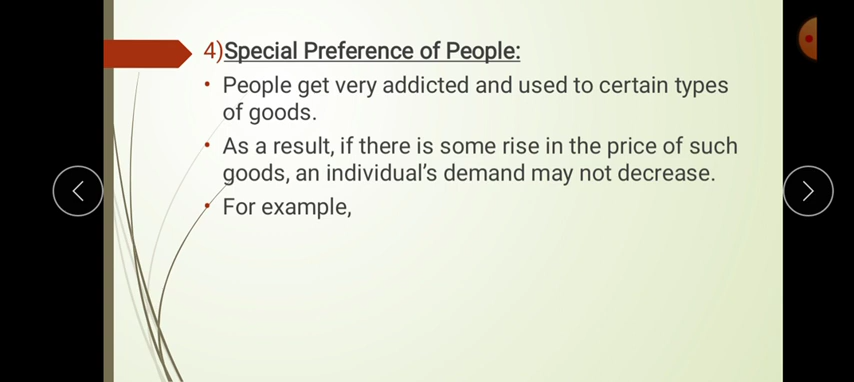 4)Special Preference of People:
• People get very addicted and used to certain types
of goods.
• As a result, if there is some rise in the price of such
goods, an individual’s demand may not decrease.
• For example,